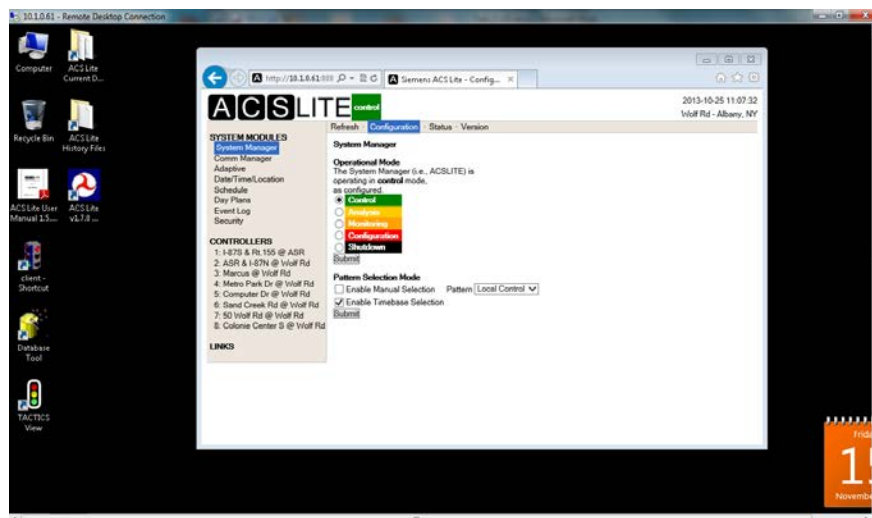 10.1.0.61 - Remote Desktop Connection
Computer
ACS Lite
Current D...
Recycle Bin
ACS Lite
History Files
ACS Lite User
Manual 1.5....
ACS Lite
v1.7.8 ...
client -
Shortcut
Database
Tool
TACTICS
View
Siemens ACS Lite - Config...
ACSLITE
control
2013-10-25 11:07:32
Wolf Rd - Albany, NY
Refresh · Configuration · Status · Version
SYSTEM MODULES
System Manager
Comm Manager
Adaptive
Date/Time/Location
Schedule
Day Plans
Event Log
Security
CONTROLLERS
1: I-87S & Rt.155 @ ASR
2: ASR & I-87N @ Wolf Rd
3: Marcus @ Wolf Rd
4: Metro Park Dr @ Wolf Rd
5: Computer Dr @ Wolf Rd
6: Sand Creek Rd @ Wolf Rd
7: 50 Wolf Rd @ Wolf Rd
8: Colonie Center S @ Wolf Rd
LINKS
System Manager
Operational Mode
The System Manager (i.e., ACSLITE) is
operating in control mode,
as configured.
Control
Analysis
Monitoring
Configuration
Shutdown
Submit
Pattern Selection Mode
Enable Manual Selection Pattern Local Control
Enable Timebase Selection
Submit
Frida
15
Novembe